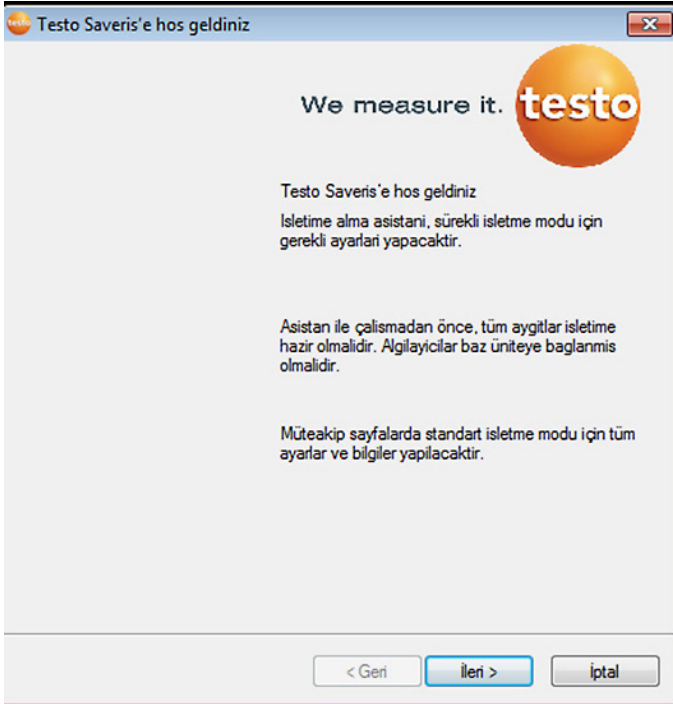 testo Testo Saveris'e hos geldiniz
We measure it. testo
Testo Saveris'e hos geldiniz
Isletime alma asistani, sürekli isletme modu için
gerekli ayarlari yapacaktir.
Asistan ile çalismadan önce, tüm aygitlar isletime
hazir olmalidir. Algilayicilar baz üniteye baglanmis
olmalidir.
Müteakip sayfalarda standart isletme modu için tüm
ayarlar ve bilgiler yapilacaktir.
< Geri İleri > İptal